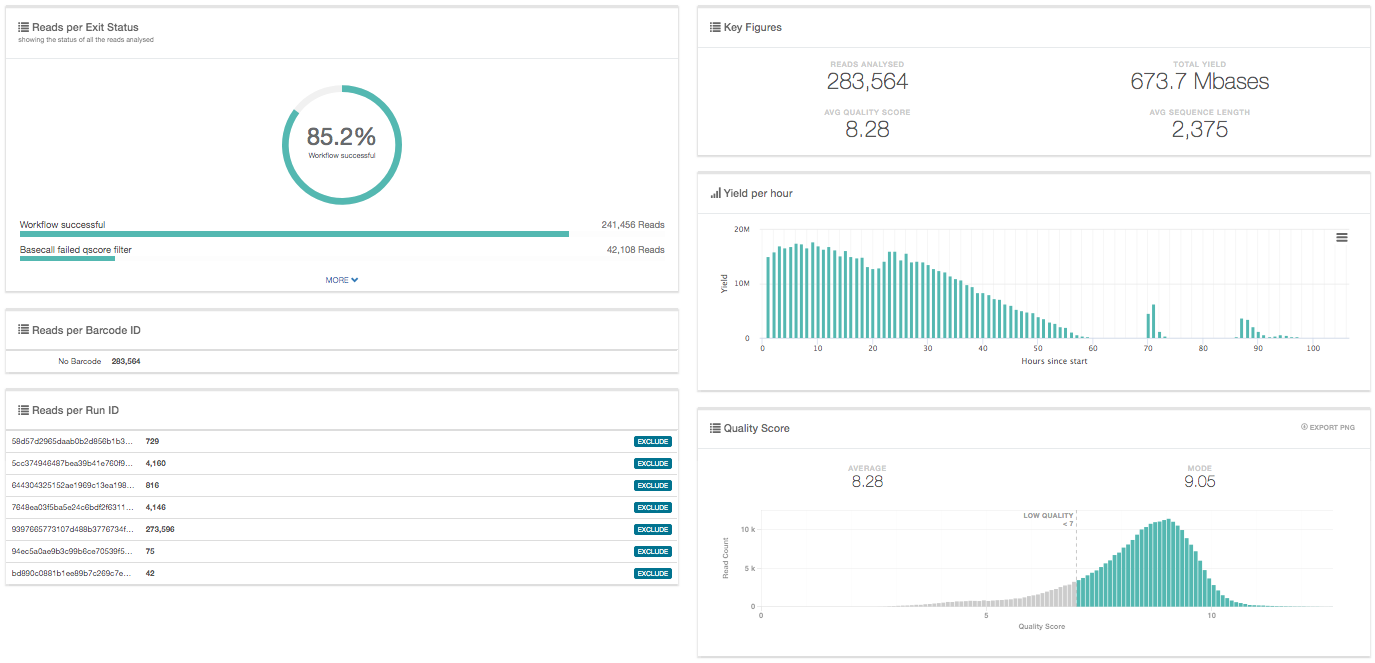 Reads per Exit Status
showing the status of all the reads analysed
85.2%
Workflow successful
Workflow successful 241,456 Reads
Basecall failed qscore filter 42,108 Reads
MORE
Reads per Barcode ID
No Barcode 283,564
Reads per Run ID
58d57d2965daab0b2d856b1b3... 729 EXCLUDE
5cc374946487bea39b41e760f9... 4,160 EXCLUDE
644304325152ae1969c13ea198... 816 EXCLUDE
7648ea03f5ba5e24c6bdf2f6311... 4,146 EXCLUDE
9397665773107d488b3776734f... 273,596 EXCLUDE
94ec5a0ae9b3c99b6ce70539f5... 75 EXCLUDE
bd890c0881b1ee89b7c269c7e... 42 EXCLUDE
Key Figures
READS ANALYSED TOTAL YIELD
283,564 673.7 Mbases
AVG QUALITY SCORE AVG SEQUENCE LENGTH
8.28 2,375
Yield per hour
20M
10M
0
Yield
0 10 20 30 40 50 60 70 80 90 100
Hours since start
Quality Score EXPORT PNG
AVERAGE MODE
8.28 9.05
LOW QUALITY
< 7
10 k
5 k
0
Read Count
0 5 10
Quality Score